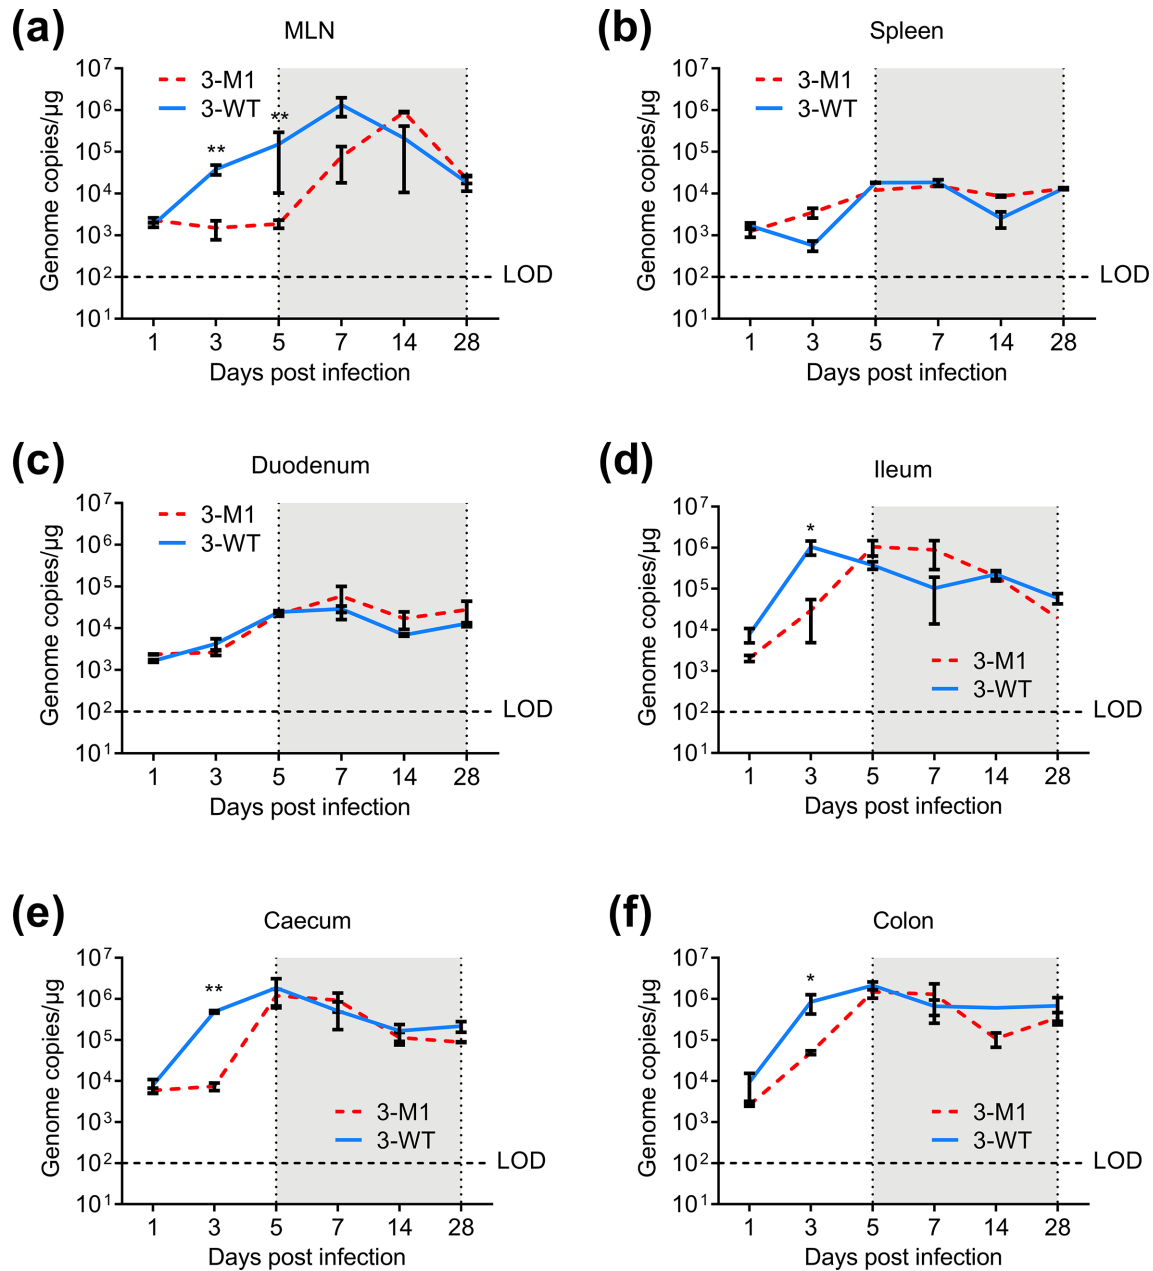 (a)
MLN
Genome copies/µg
10⁷
10⁶
10⁵
10⁴
10³
10²
10¹
3-M1
3-WT
**
**
LOD
1 3 5 7 14 28
Days post infection
(b)
Spleen
Genome copies/µg
10⁷
10⁶
10⁵
10⁴
10³
10²
10¹
3-M1
3-WT
LOD
1 3 5 7 14 28
Days post infection
(c)
Duodenum
Genome copies/µg
10⁷
10⁶
10⁵
10⁴
10³
10²
10¹
3-M1
3-WT
LOD
1 3 5 7 14 28
Days post infection
(d)
Ileum
Genome copies/µg
10⁷
10⁶
10⁵
10⁴
10³
10²
10¹
*
3-M1
3-WT
LOD
1 3 5 7 14 28
Days post infection
(e)
Caecum
Genome copies/µg
10⁷
10⁶
10⁵
10⁴
10³
10²
10¹
**
3-M1
3-WT
LOD
1 3 5 7 14 28
Days post infection
(f)
Colon
Genome copies/µg
10⁷
10⁶
10⁵
10⁴
10³
10²
10¹
*
3-M1
3-WT
LOD
1 3 5 7 14 28
Days post infection